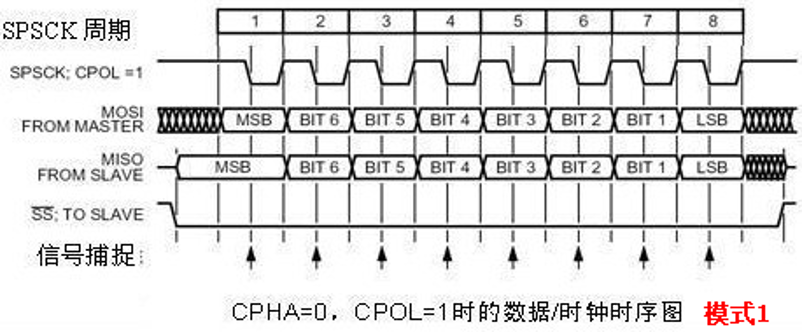 SPSCK 周期 1 2 3 4 5 6 7 8
SPSCK; CPOL =1
MOSI
FROM MASTER MSB BIT 6 BIT 5 BIT 4 BIT 3 BIT 2 BIT 1 LSB
MISO
FROM SLAVE MSB BIT 6 BIT 5 BIT 4 BIT 3 BIT 2 BIT 1 LSB
SS; TO SLAVE
信号捕捉:
CPHA=0，CPOL=1时的数据/时钟时序图 模式1